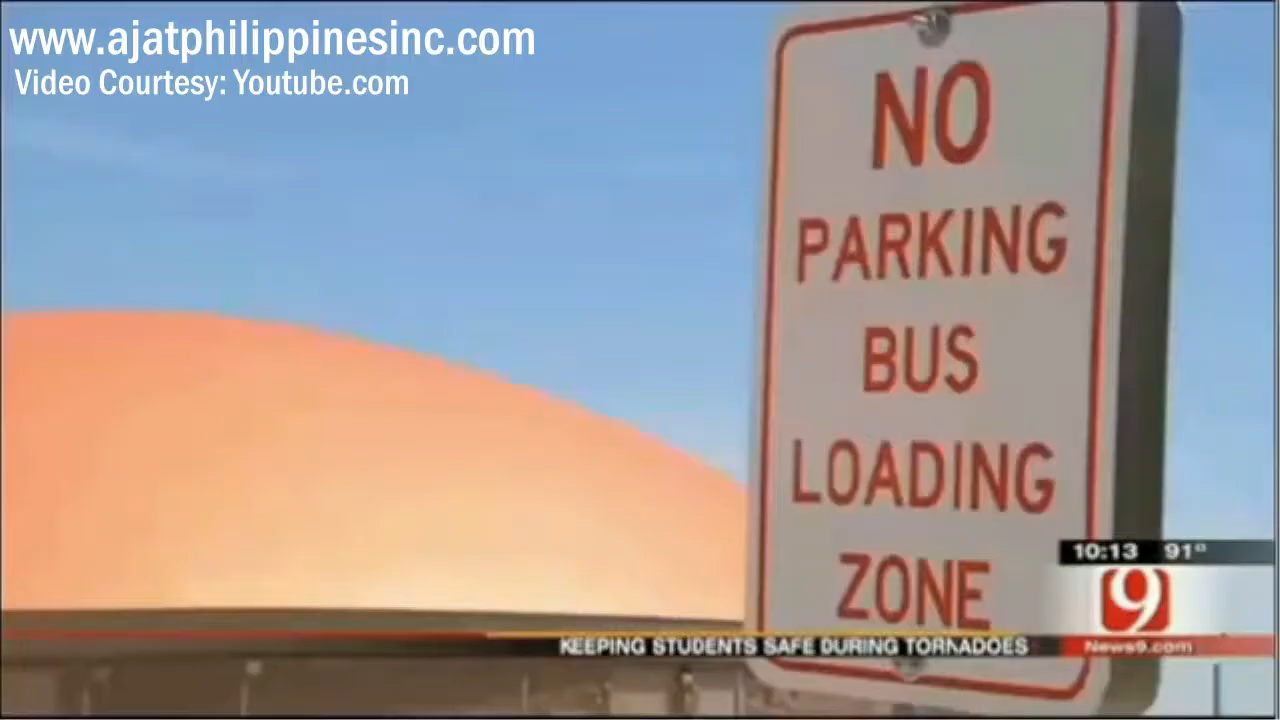 www.ajatphilippinesinc.com
Video Courtesy: Youtube.com
NO
PARKING
BUS
LOADING
ZONE
10:13 91°
9
KEEPING STUDENTS SAFE DURING TORNADOES
News9.com